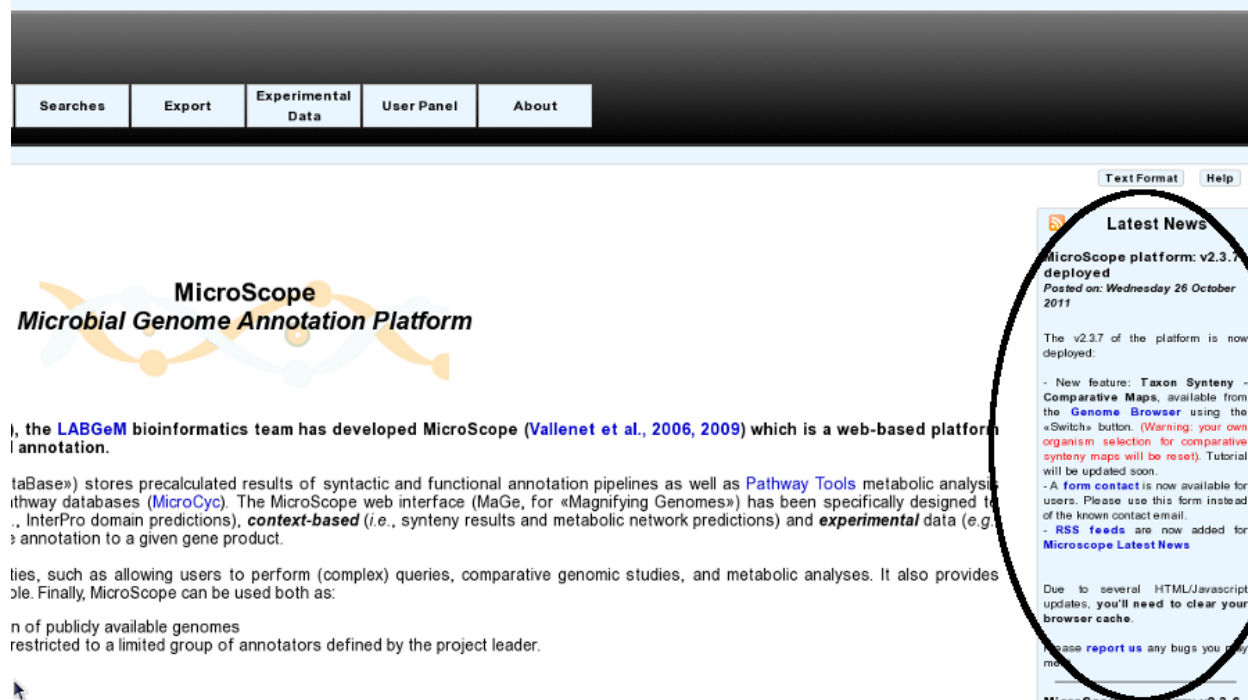 Searches
Export
Experimental
Data
User Panel
About
Text Format
Help
MicroScope
Microbial Genome Annotation Platform
), the LABGeM bioinformatics team has developed MicroScope (Vallenet et al., 2006, 2009) which is a web-based platform
annotation.
taBase») stores precalculated results of syntactic and functional annotation pipelines as well as Pathway Tools metabolic analysis
thway databases (MicroCyc). The MicroScope web interface (MaGe, for «Magnifying Genomes») has been specifically designed
., InterPro domain predictions), context-based (i.e., synteny results and metabolic network predictions) and experimental data (e.g.
annotation to a given gene product.
ties, such as allowing users to perform (complex) queries, comparative genomic studies, and metabolic analyses. It also provides
ble. Finally, MicroScope can be used both as:
n of publicly available genomes
restricted to a limited group of annotators defined by the project leader.
Latest News
MicroScope platform: v2.3.7
deployed
Posted on: Wednesday 26 October
2011
The v2.3.7 of the platform is now
deployed:
- New feature: Taxon Synteny -
Comparative Maps, available from
the Genome Browser using the
«Switch» button. (Warning: your own
organism selection for comparative
synteny maps will be reset). Tutorial
will be updated soon.
- A form contact is now available for
users. Please use this form instead
of the known contact email.
- RSS feeds are now added for
Microscope Latest News
Due to several HTML/Javascript
updates, you'll need to clear your
browser cache.
Please report us any bugs you may